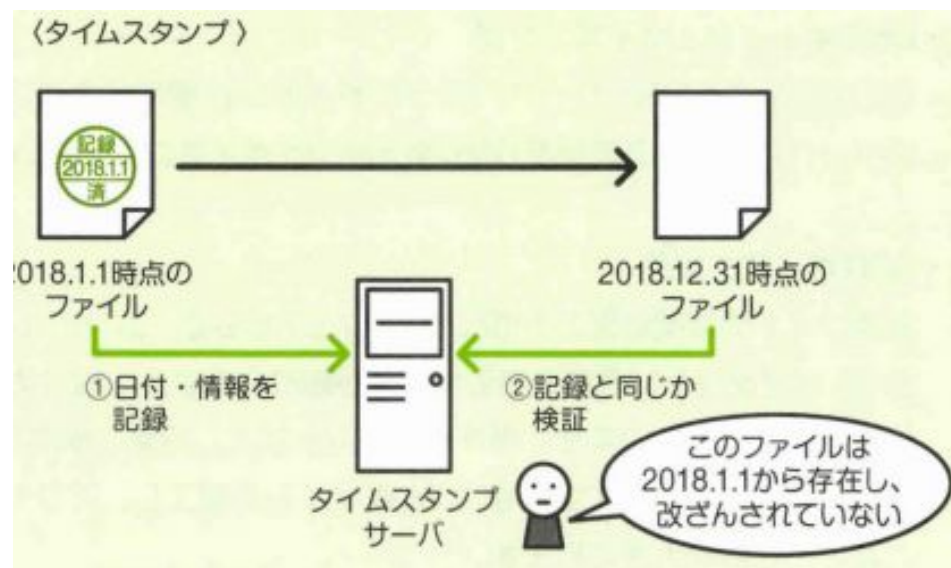 〈タイムスタンプ〉
記録
2018.1.1
済
2018.1.1時点の
ファイル
2018.12.31時点の
ファイル
①日付・情報を
記録
②記録と同じか
検証
タイムスタンプ
サーバ
このファイルは
2018.1.1から存在し、
改ざんされていない